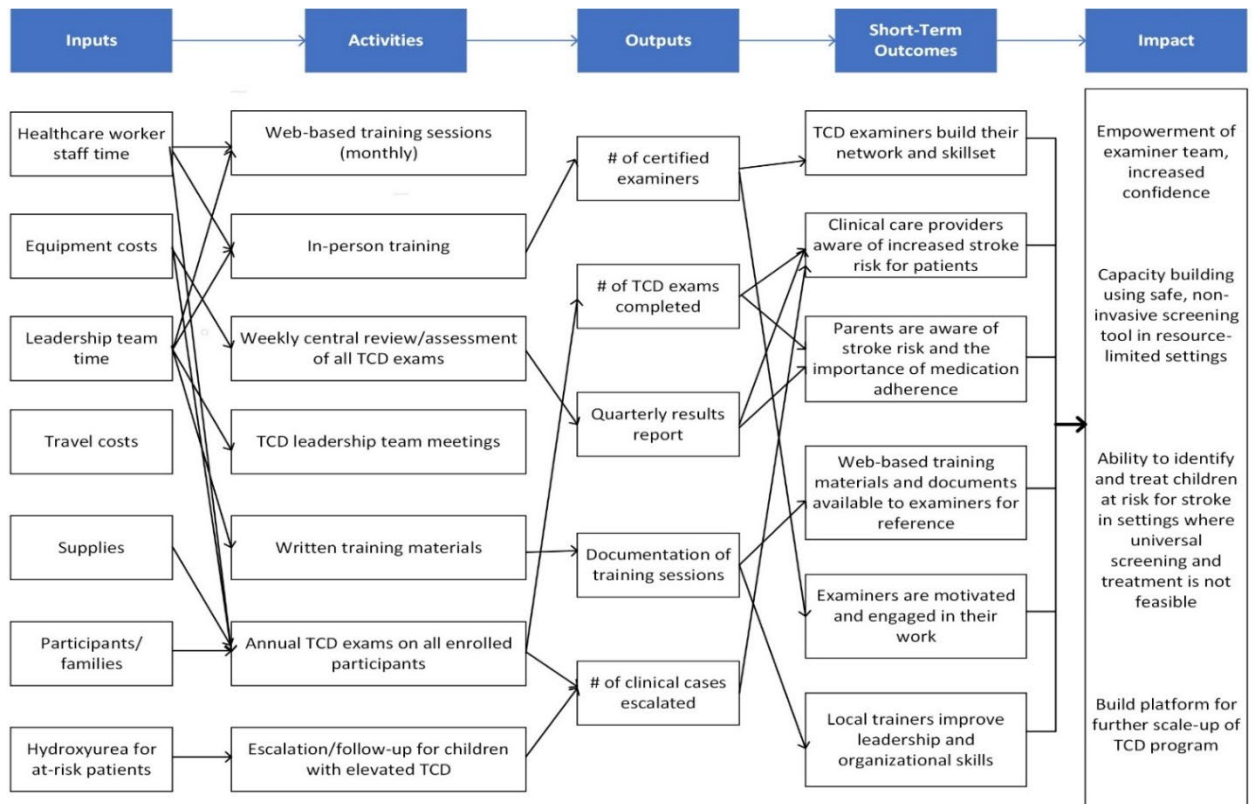 Inputs
Activities
Outputs
Short-Term
Outcomes
Impact
Healthcare worker
staff time
Equipment costs
Leadership team
time
Travel costs
Supplies
Participants/
families
Hydroxyurea for
at-risk patients
Web-based training sessions
(monthly)
In-person training
Weekly central review/assessment
of all TCD exams
TCD leadership team meetings
Written training materials
Annual TCD exams on all enrolled
participants
Escalation/follow-up for children
with elevated TCD
# of certified
examiners
# of TCD exams
completed
Quarterly results
report
Documentation of
training sessions
# of clinical cases
escalated
TCD examiners build their
network and skillset
Clinical care providers
aware of increased stroke
risk for patients
Parents are aware of
stroke risk and the
importance of medication
adherence
Web-based training
materials and documents
available to examiners for
reference
Examiners are motivated
and engaged in their
work
Local trainers improve
leadership and
organizational skills
Empowerment of
examiner team,
increased
confidence
Capacity building
using safe, non-
invasive screening
tool in resource-
limited settings
Ability to identify
and treat children
at risk for stroke
in settings where
universal
screening and
treatment is not
feasible
Build platform for
further scale-up of
TCD program